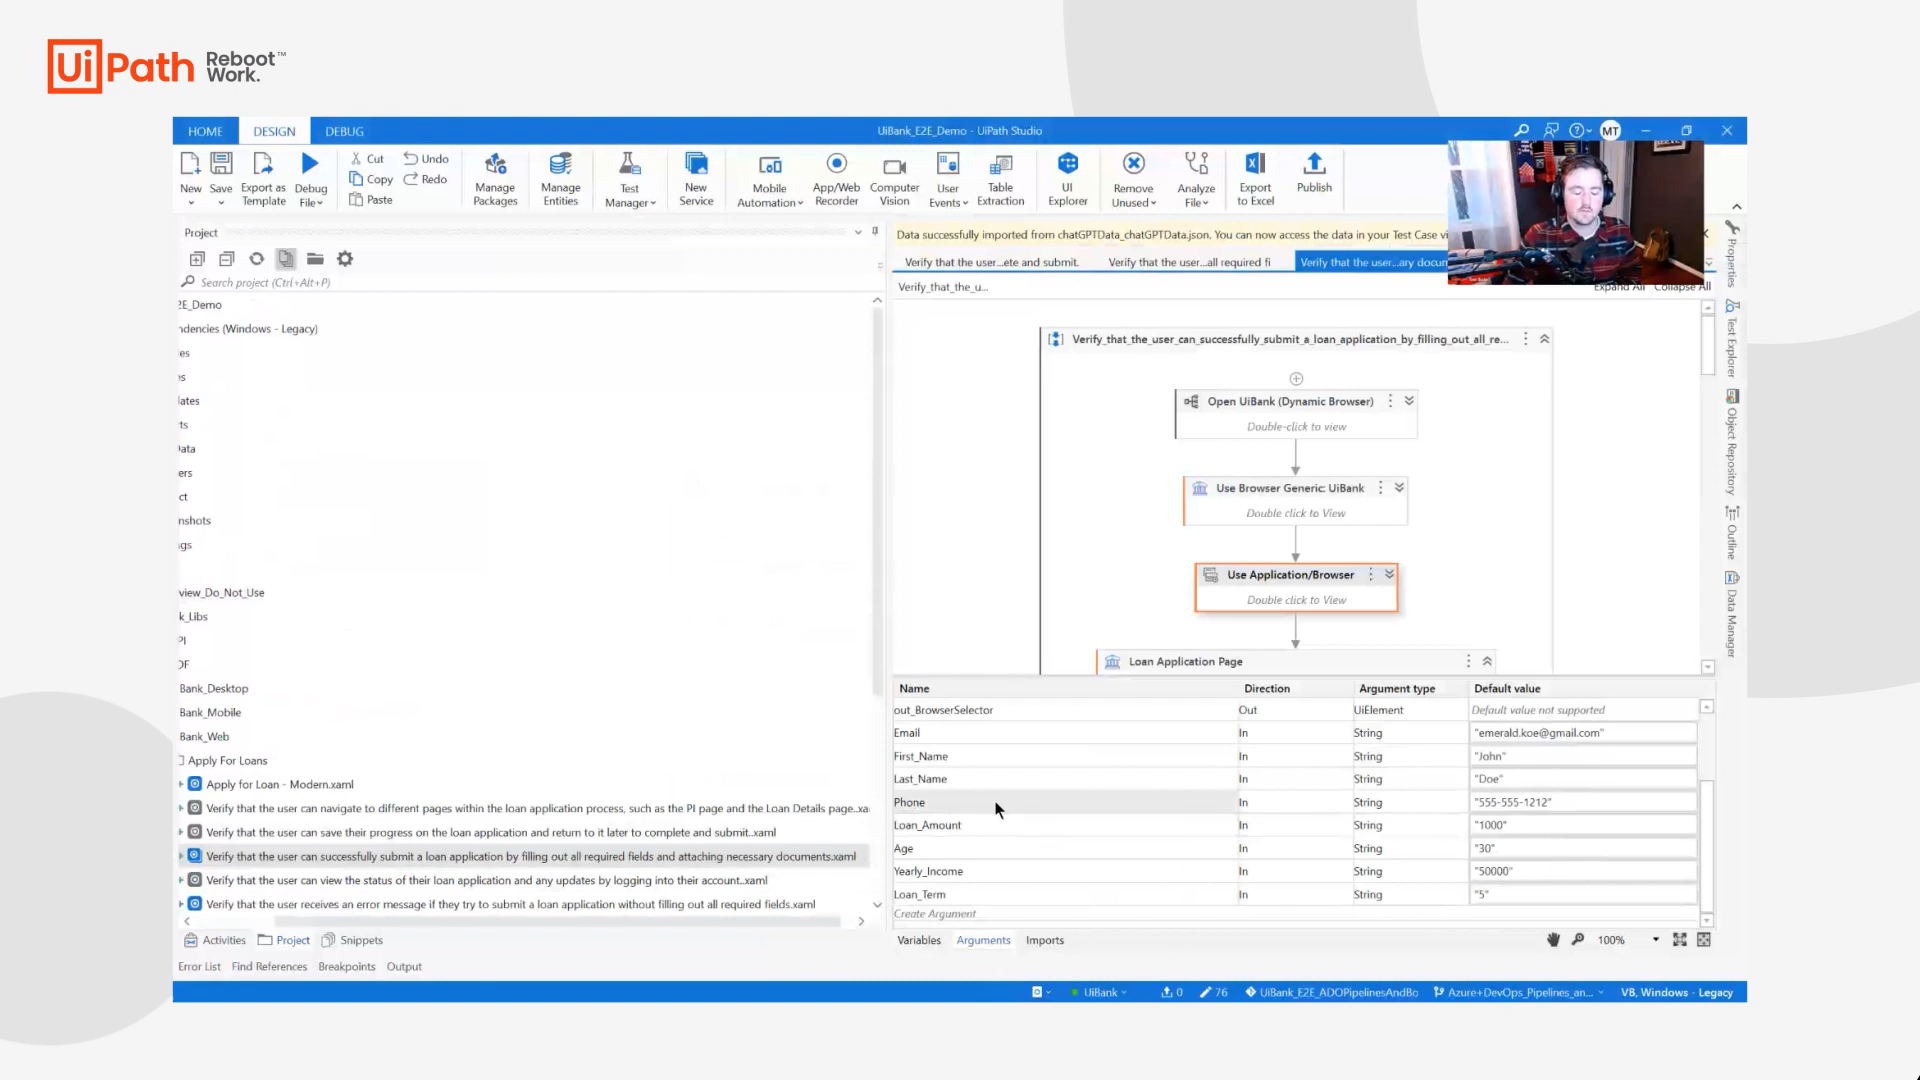 UiPath Reboot Work.™
HOME DESIGN DEBUG
UiBank_E2E_Demo - UiPath Studio
MT
New Save Export as Template Debug File
Cut Copy Paste Undo Redo
Manage Packages
Manage Entities
Test Manager
New Service
Mobile Automation
App/Web Recorder
Computer Vision
User Events
Table Extraction
UI Explorer
Remove Unused
Analyze File
Export to Excel
Publish
Project
Search project (Ctrl+Alt+P)
E_Demo
ndencies (Windows - Legacy)
es
s
lates
ts
ata
ers
ct
nshots
gs
view_Do_Not_Use
k_Libs
PI
DF
Bank_Desktop
Bank_Mobile
Bank_Web
Apply For Loans
Apply for Loan - Modern.xaml
Verify that the user can navigate to different pages within the loan application process, such as the PI page and the Loan Details page..xa
Verify that the user can save their progress on the loan application and return to it later to complete and submit..xaml
Verify that the user can successfully submit a loan application by filling out all required fields and attaching necessary documents.xaml
Verify that the user can view the status of their loan application and any updates by logging into their account..xaml
Verify that the user receives an error message if they try to submit a loan application without filling out all required fields.xaml
Activities Project Snippets
Error List Find References Breakpoints Output
Data successfully imported from chatGPTData_chatGPTData.json. You can now access the data in your Test Case vi
Verify that the user...ete and submit. Verify that the user...all required fi Verify that the user...ary docum
Verify_that_the_u...
Expand All Collapse All
Verify_that_the_user_can_successfully_submit_a_loan_application_by_filling_out_all_re...
Open UiBank (Dynamic Browser)
Double-click to view
Use Browser Generic: UiBank
Double click to View
Use Application/Browser
Double click to View
Loan Application Page
Name Direction Argument type Default value
out_BrowserSelector Out UiElement Default value not supported
Email In String "emerald.koe@gmail.com"
First_Name In String "John"
Last_Name In String "Doe"
Phone In String "555-555-1212"
Loan_Amount In String "1000"
Age In String "30"
Yearly_Income In String "50000"
Loan_Term In String "5"
Create Argument
Variables Arguments Imports
100%
Properties
Test Explorer
Object Repository
Outline
Data Manager
UiBank 0 76 UiBank_E2E_ADOPipelinesAndBo Azure+DevOps_Pipelines_an... VB, Windows - Legacy